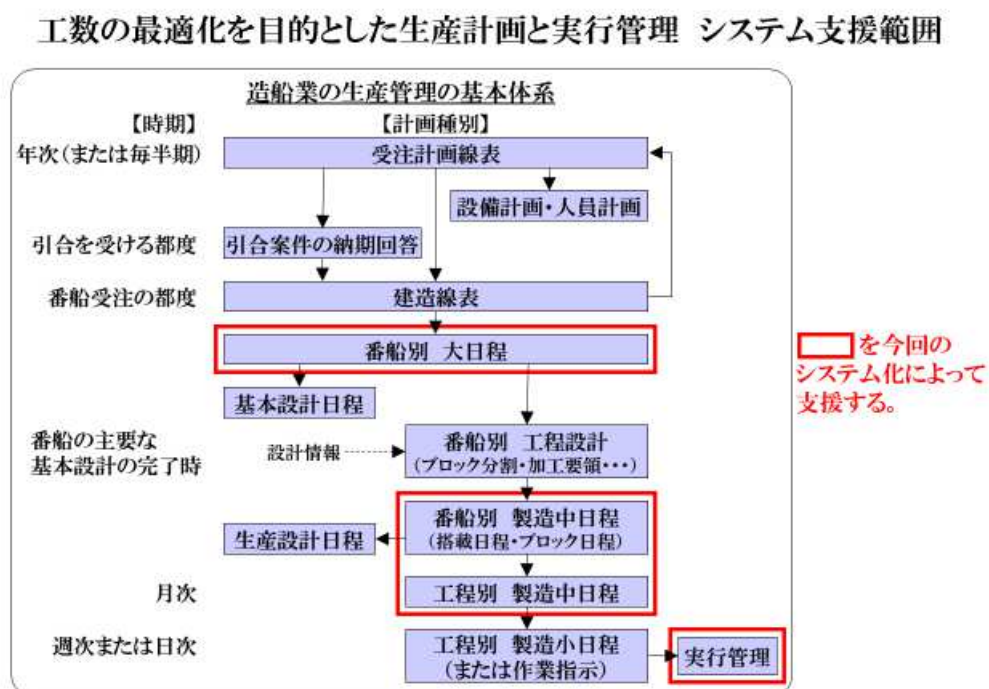 工数の最適化を目的とした生産計画と実行管理 システム支援範囲
造船業の生産管理の基本体系
【時期】
【計画種別】
年次(または毎半期)
受注計画線表
設備計画・人員計画
引合を受ける都度
引合案件の納期回答
番船受注の都度
建造線表
番船別 大日程
を今回の
システム化によって
支援する。
基本設計日程
番船の主要な
基本設計の完了時
設計情報
番船別 工程設計
(ブロック分割・加工要領・・・)
番船別 製造中日程
(搭載日程・ブロック日程)
生産設計日程
月次
工程別 製造中日程
週次または日次
工程別 製造小日程
(または作業指示)
実行管理